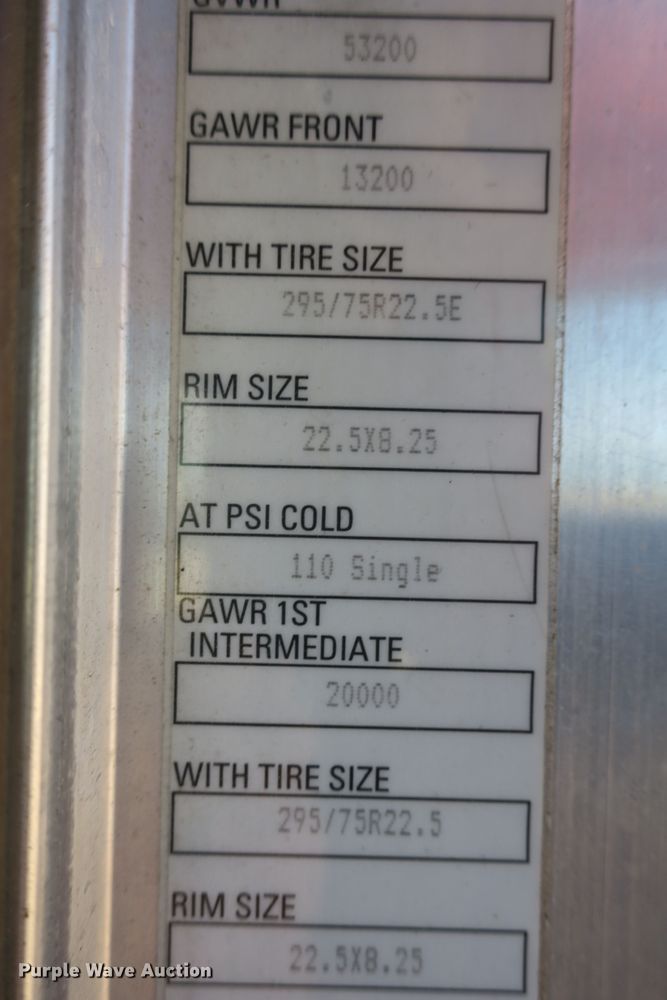 GVWR
53200
GAWR FRONT
13200
WITH TIRE SIZE
295/75R22.5E
RIM SIZE
22.5X8.25
AT PSI COLD
110 Single
GAWR 1ST
INTERMEDIATE
20000
WITH TIRE SIZE
295/75R22.5
RIM SIZE
22.5X8.25
Purple Wave Auction